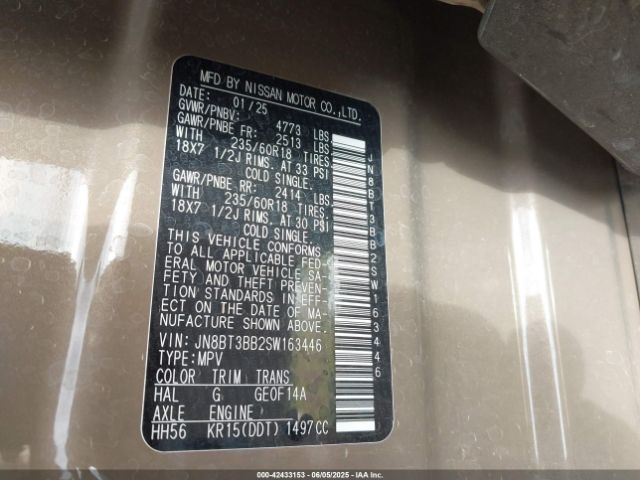 MFD BY NISSAN MOTOR CO.,LTD.
DATE: 01/25
GVWR/PNBV: 4773 LBS
GAWR/PNBE FR: 2513 LBS.
WITH 235/60R18 TIRES.
18X7 1/2J RIMS. AT 33 PSI
COLD SINGLE.
GAWR/PNBE RR: 2414 LBS.
WITH 235/60R18 TIRES.
18X7 1/2J RIMS. AT 30 PSI
COLD SINGLE.
THIS VEHICLE CONFORMS
TO ALL APPLICABLE FED-
ERAL MOTOR VEHICLE SA-
FETY AND THEFT PREVEN-
TION STANDARDS IN EFF-
ECT ON THE DATE OF MA-
NUFACTURE SHOWN ABOVE.
VIN: JN8BT3BB2SW163446
TYPE:MPV
COLOR TRIM TRANS
HAL G GE0F14A
AXLE ENGINE
HH56 KR15(DDT) 1497CC
JN8BT3BB2SW163446
000-42433153 - 06/05/2025 - IAA Inc.